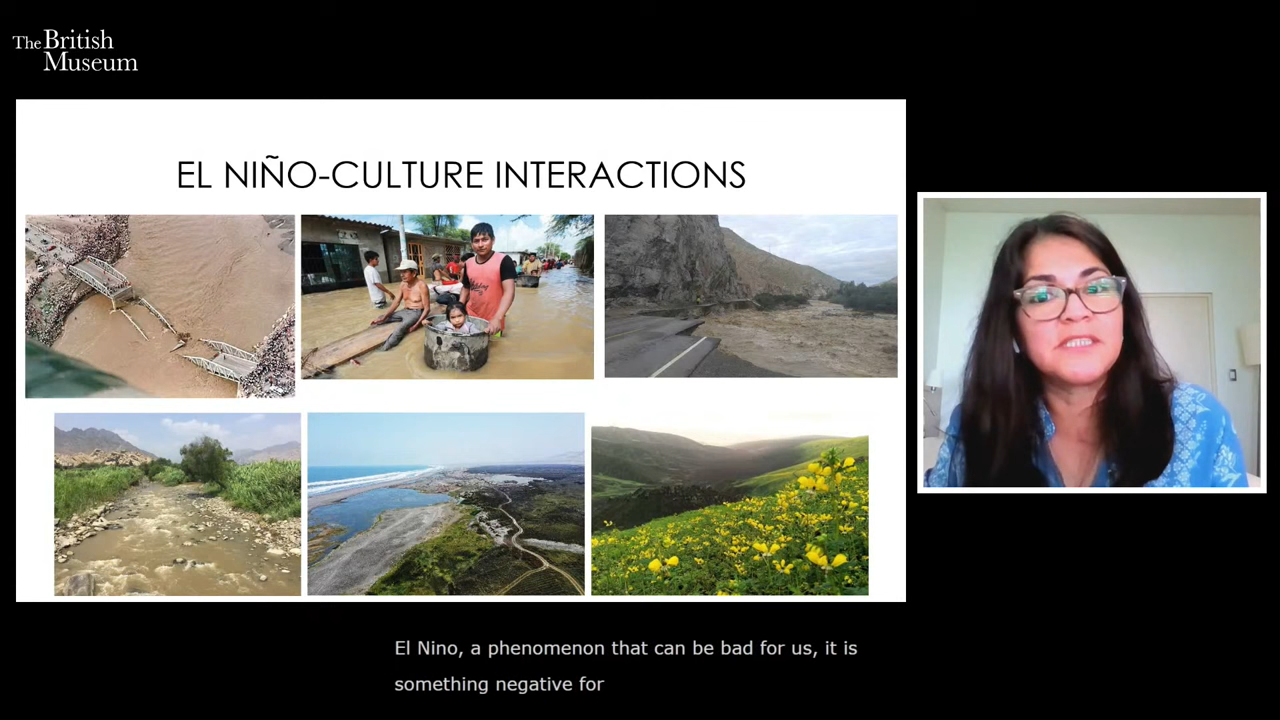 The British
Museum
EL NIÑO-CULTURE INTERACTIONS
El Nino, a phenomenon that can be bad for us, it is
something negative for